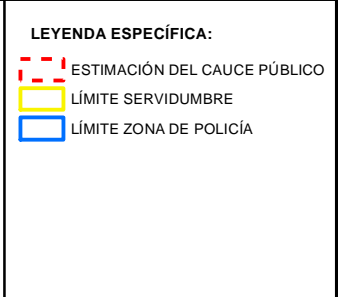 LEYENDA ESPECÍFICA:
ESTIMACIÓN DEL CAUCE PÚBLICO
LÍMITE SERVIDUMBRE
LÍMITE ZONA DE POLICÍA